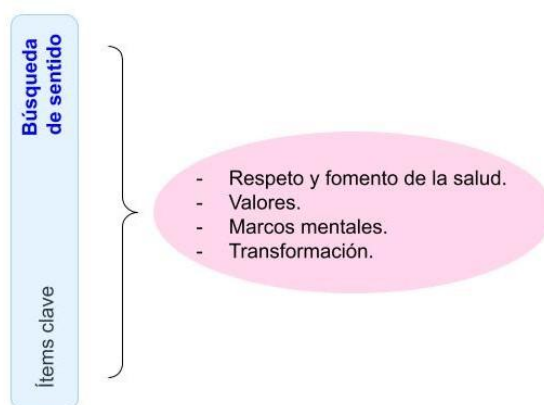 Búsqueda
de sentido
Ítems clave
- Respeto y fomento de la salud.
- Valores.
- Marcos mentales.
- Transformación.